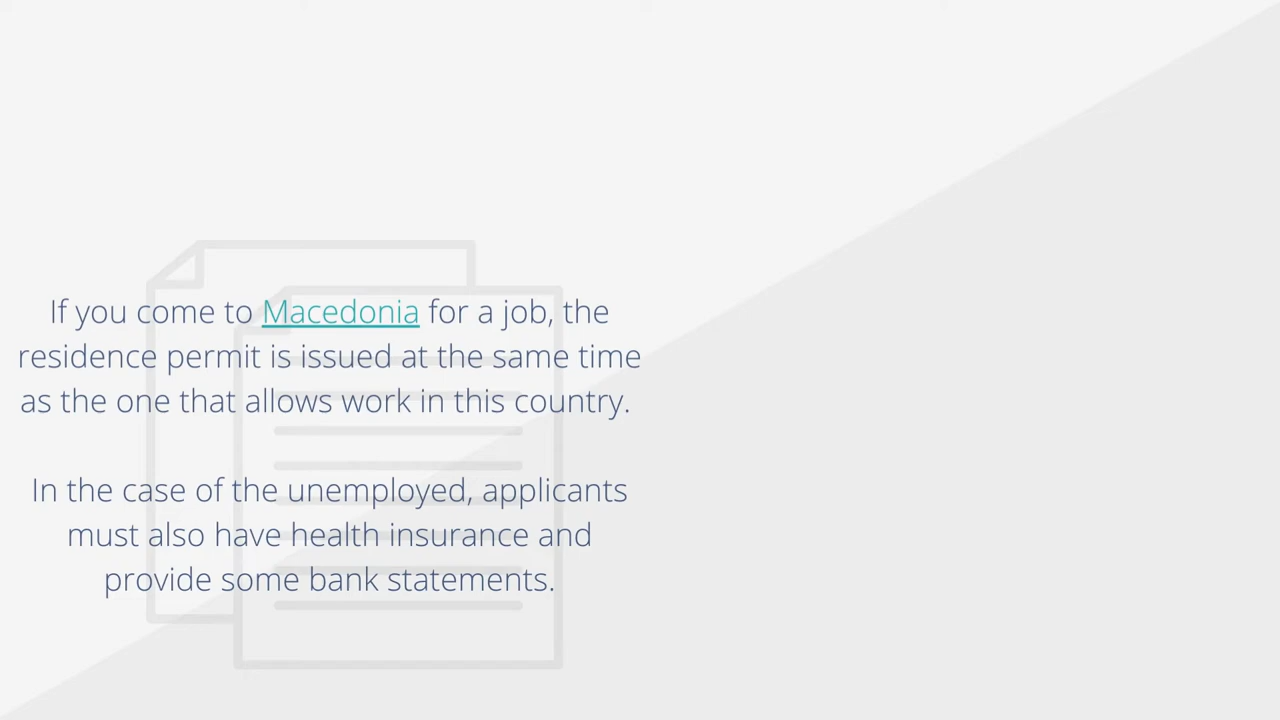 If you come to Macedonia for a job, the
residence permit is issued at the same time
as the one that allows work in this country.
In the case of the unemployed, applicants
must also have health insurance and
provide some bank statements.